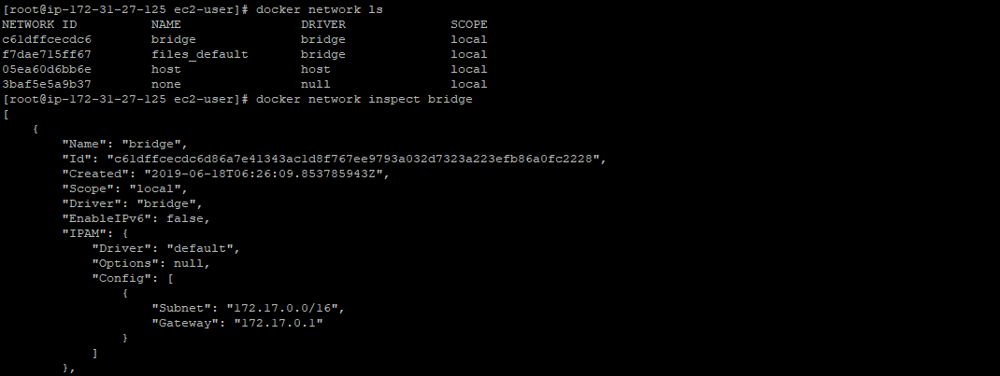 [root@ip-172-31-27-125 ec2-user]# docker network ls
NETWORK ID          NAME                DRIVER              SCOPE
c61dffcecdc6        bridge              bridge              local
f7dae715ff67        files_default       bridge              local
05ea60d6bb6e        host                host                local
3baf5e5a9b37        none                null                local
[root@ip-172-31-27-125 ec2-user]# docker network inspect bridge
[
    {
        "Name": "bridge",
        "Id": "c61dffcecdc6d86a7e41343ac1d8f767ee9793a032d7323a223efb86a0fc2228",
        "Created": "2019-06-18T06:26:09.853785943Z",
        "Scope": "local",
        "Driver": "bridge",
        "EnableIPv6": false,
        "IPAM": {
            "Driver": "default",
            "Options": null,
            "Config": [
                {
                    "Subnet": "172.17.0.0/16",
                    "Gateway": "172.17.0.1"
                }
            ]
        },